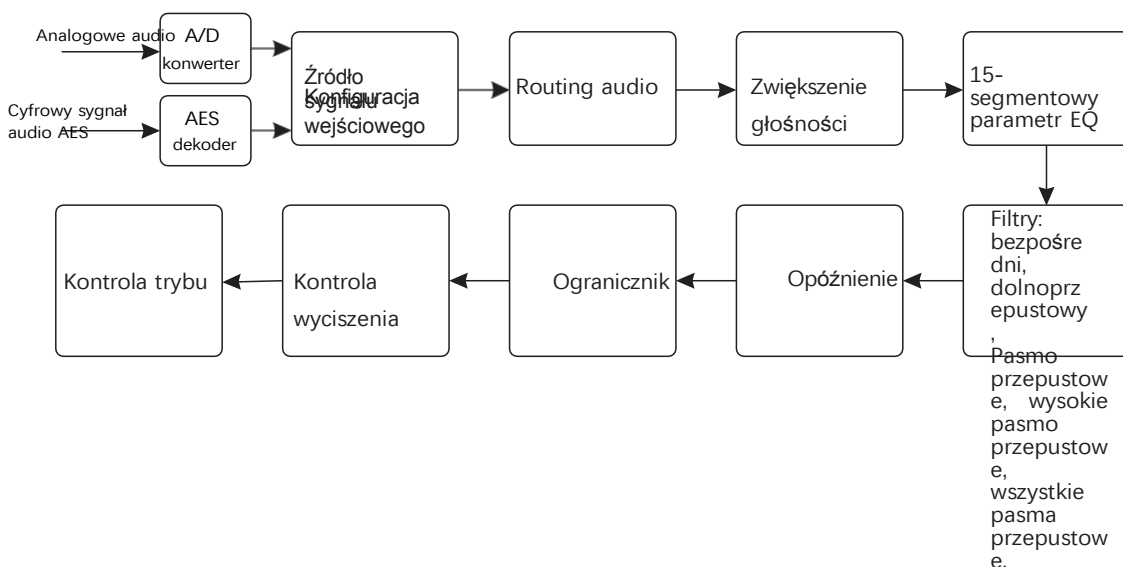 Analogowe audio
A/D
konwerter
Cyfrowy sygnał
audio AES
AES
dekoder
Źródło
Konfiguracja
sygnału
wejściowego
Routing audio
Zwiększenie
głośności
15-
segmentowy
parametr EQ
Kontrola trybu
Kontrola
wyciszenia
Ogranicznik
Opóźnienie
Filtry:
bezpośre
dni,
dolnoprz
epustowy
,
Pasmo
przepustow
e, wysokie
pasmo
przepustow
e,
wszystkie
pasma
przepustow
e.